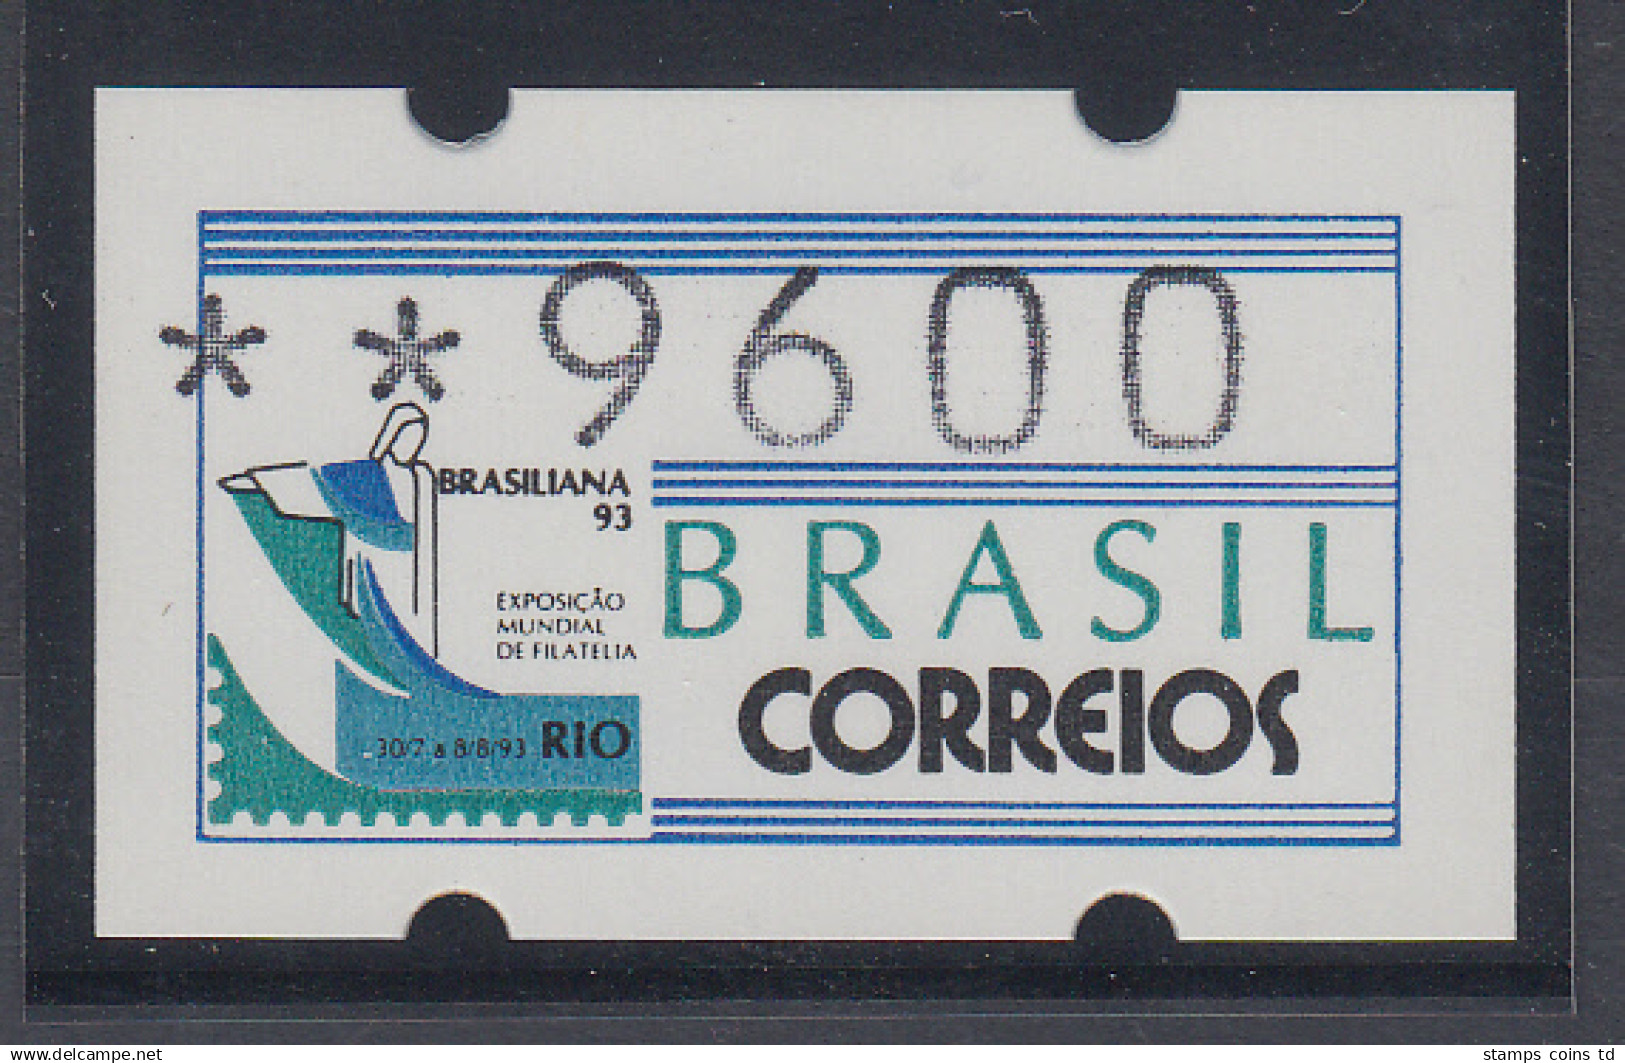 **9600
BRASILIANA
93
EXPOSIÇÃO
MUNDIAL
DE FILATELIA
30/7 a 8/8/93 RIO
BRASIL
CORREIOS
www.delcampe.net
stamps coins td